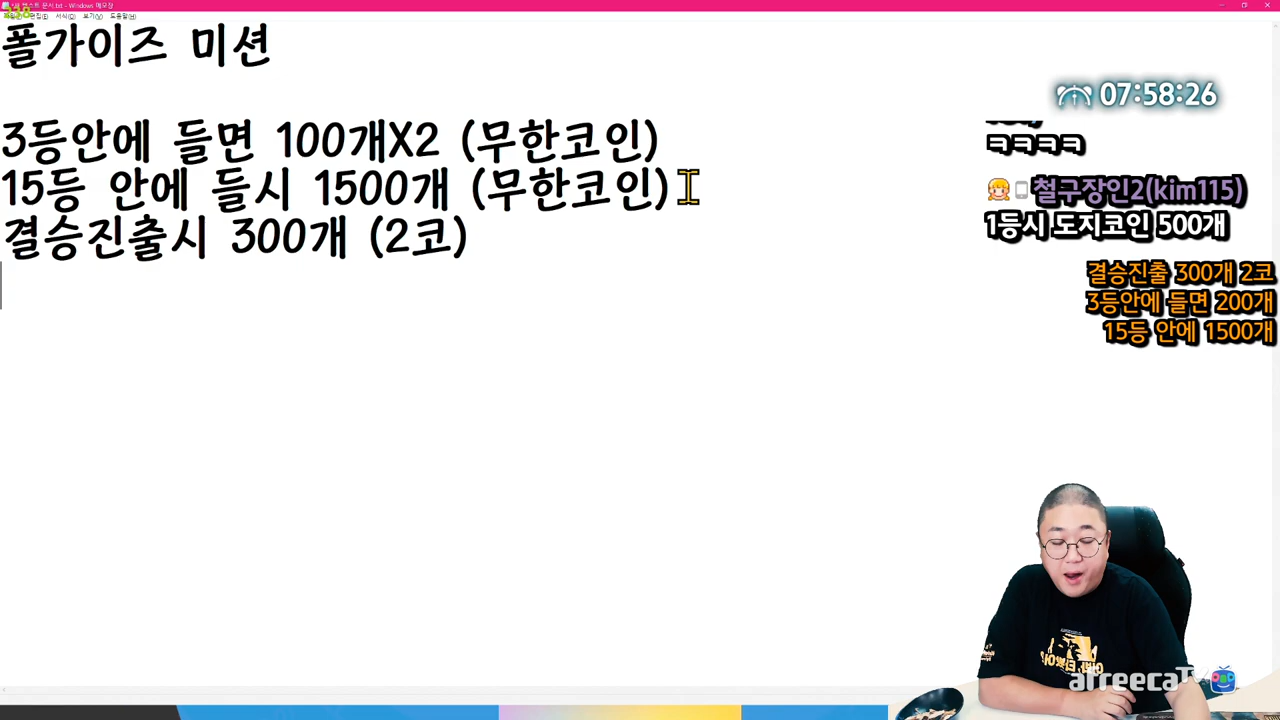 폴가이즈 미션
3등안에 들면 100개X2 (무한코인)
15등 안에 들시 1500개 (무한코인)
결승진출시 300개 (2코)
07:58:26
ㅋㅋㅋㅋ
철구장인2(kim115)
1등시 도지코인 500개
결승진출 300개 2코
3등안에 들면 200개
15등 안에 1500개
afreecaTV